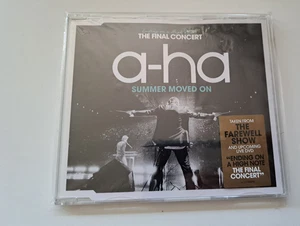 THE FINAL CONCERT
a-ha
SUMMER MOVED ON
TAKEN FROM
THE
FAREWELL
SHOW
AND UPCOMING
LIVE DVD
"ENDING ON
A HIGH NOTE
THE FINAL
CONCERT"